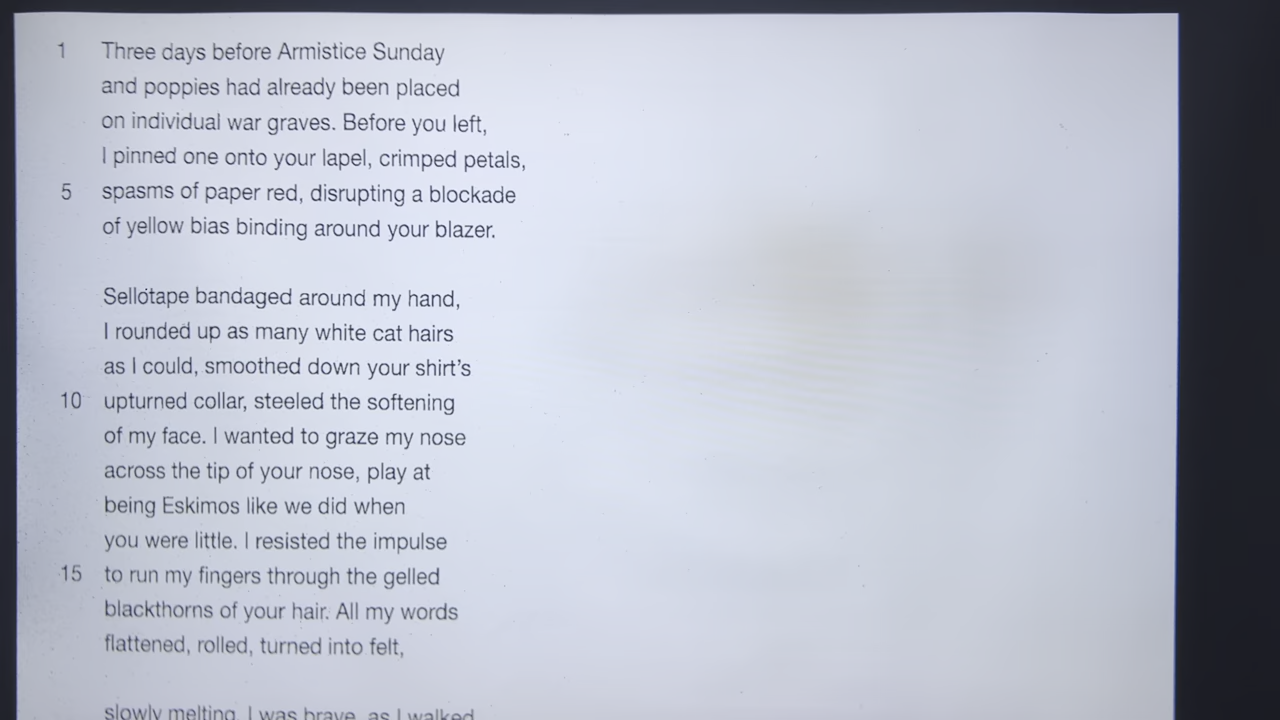 1 Three days before Armistice Sunday
and poppies had already been placed
on individual war graves. Before you left,
I pinned one onto your lapel, crimped petals,
5 spasms of paper red, disrupting a blockade
of yellow bias binding around your blazer.
Sellotape bandaged around my hand,
I rounded up as many white cat hairs
as I could, smoothed down your shirt's
10 upturned collar, steeled the softening
of my face. I wanted to graze my nose
across the tip of your nose, play at
being Eskimos like we did when
you were little. I resisted the impulse
15 to run my fingers through the gelled
blackthorns of your hair. All my words
flattened, rolled, turned into felt,
slowly melting. I was brave, as I walked